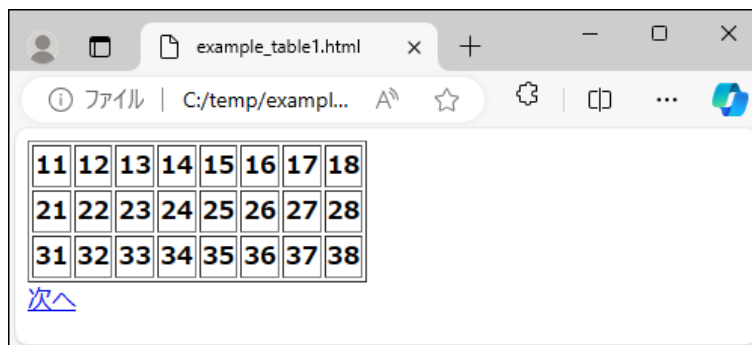 example_table1.html
ファイル C:/temp/exampl...
11 12 13 14 15 16 17 18
21 22 23 24 25 26 27 28
31 32 33 34 35 36 37 38
次へ